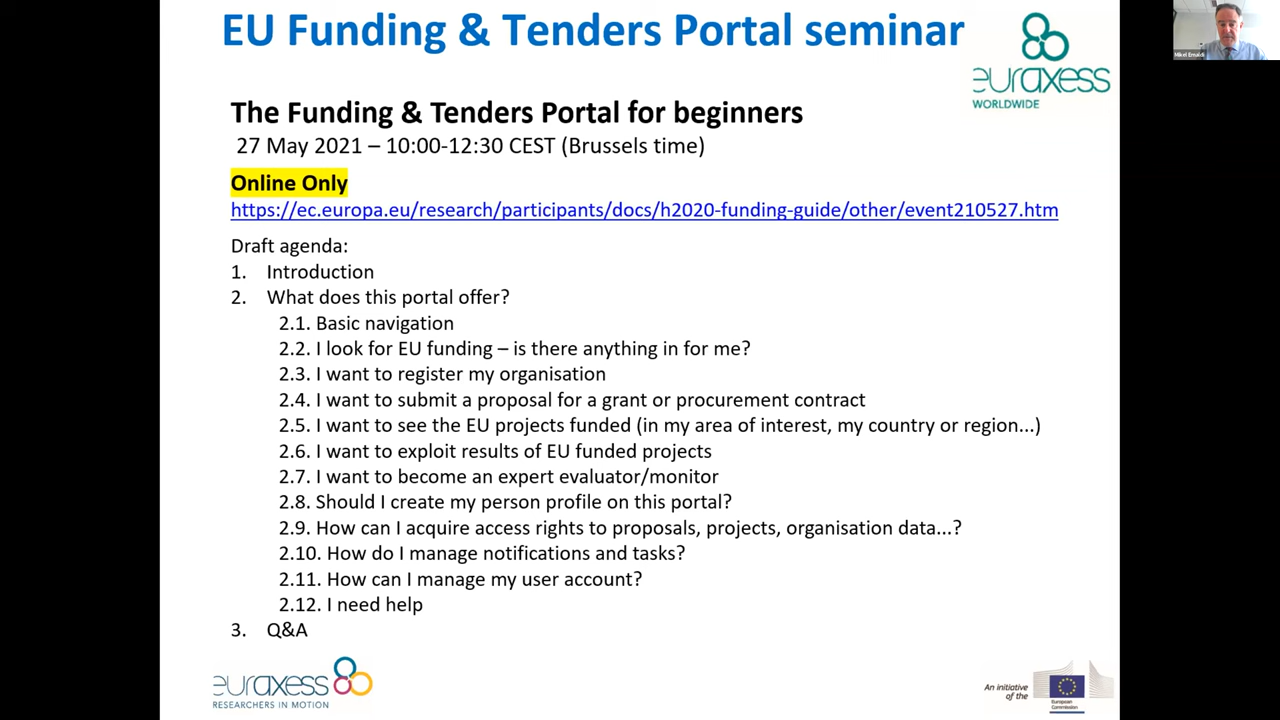 EU Funding & Tenders Portal seminar
euraxess
WORLDWIDE
Mikel Emaldi
The Funding & Tenders Portal for beginners
27 May 2021 – 10:00-12:30 CEST (Brussels time)
Online Only
https://ec.europa.eu/research/participants/docs/h2020-funding-guide/other/event210527.htm
Draft agenda:
1. Introduction
2. What does this portal offer?
2.1. Basic navigation
2.2. I look for EU funding – is there anything in for me?
2.3. I want to register my organisation
2.4. I want to submit a proposal for a grant or procurement contract
2.5. I want to see the EU projects funded (in my area of interest, my country or region...)
2.6. I want to exploit results of EU funded projects
2.7. I want to become an expert evaluator/monitor
2.8. Should I create my person profile on this portal?
2.9. How can I acquire access rights to proposals, projects, organisation data...?
2.10. How do I manage notifications and tasks?
2.11. How can I manage my user account?
2.12. I need help
3. Q&A
euraxess
RESEARCHERS IN MOTION
An initiative
of the
European
Commission